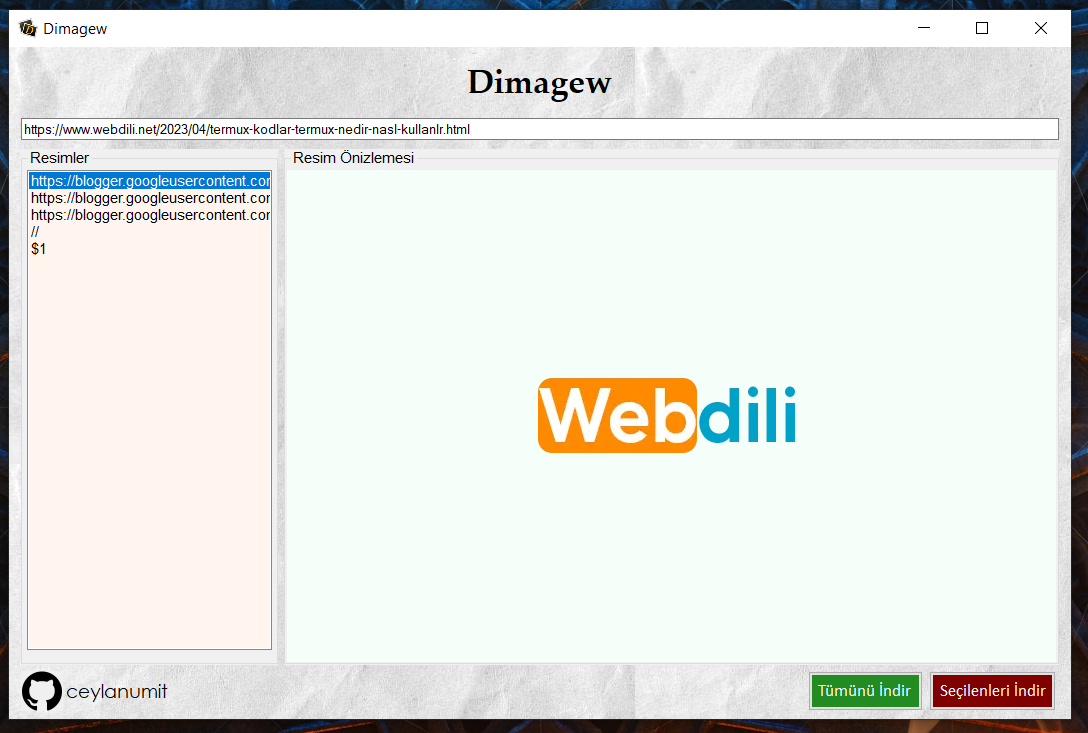 Dimagew
Dimagew
https://www.webdili.net/2023/04/termux-kodlar-termux-nedir-nasl-kullanlr.html
Resimler
https://blogger.googleusercontent.cor
https://blogger.googleusercontent.cor
https://blogger.googleusercontent.cor
//
$1
Resim Önizlemesi
Webdili
ceylanumit
Tümünü İndir
Seçilenleri İndir